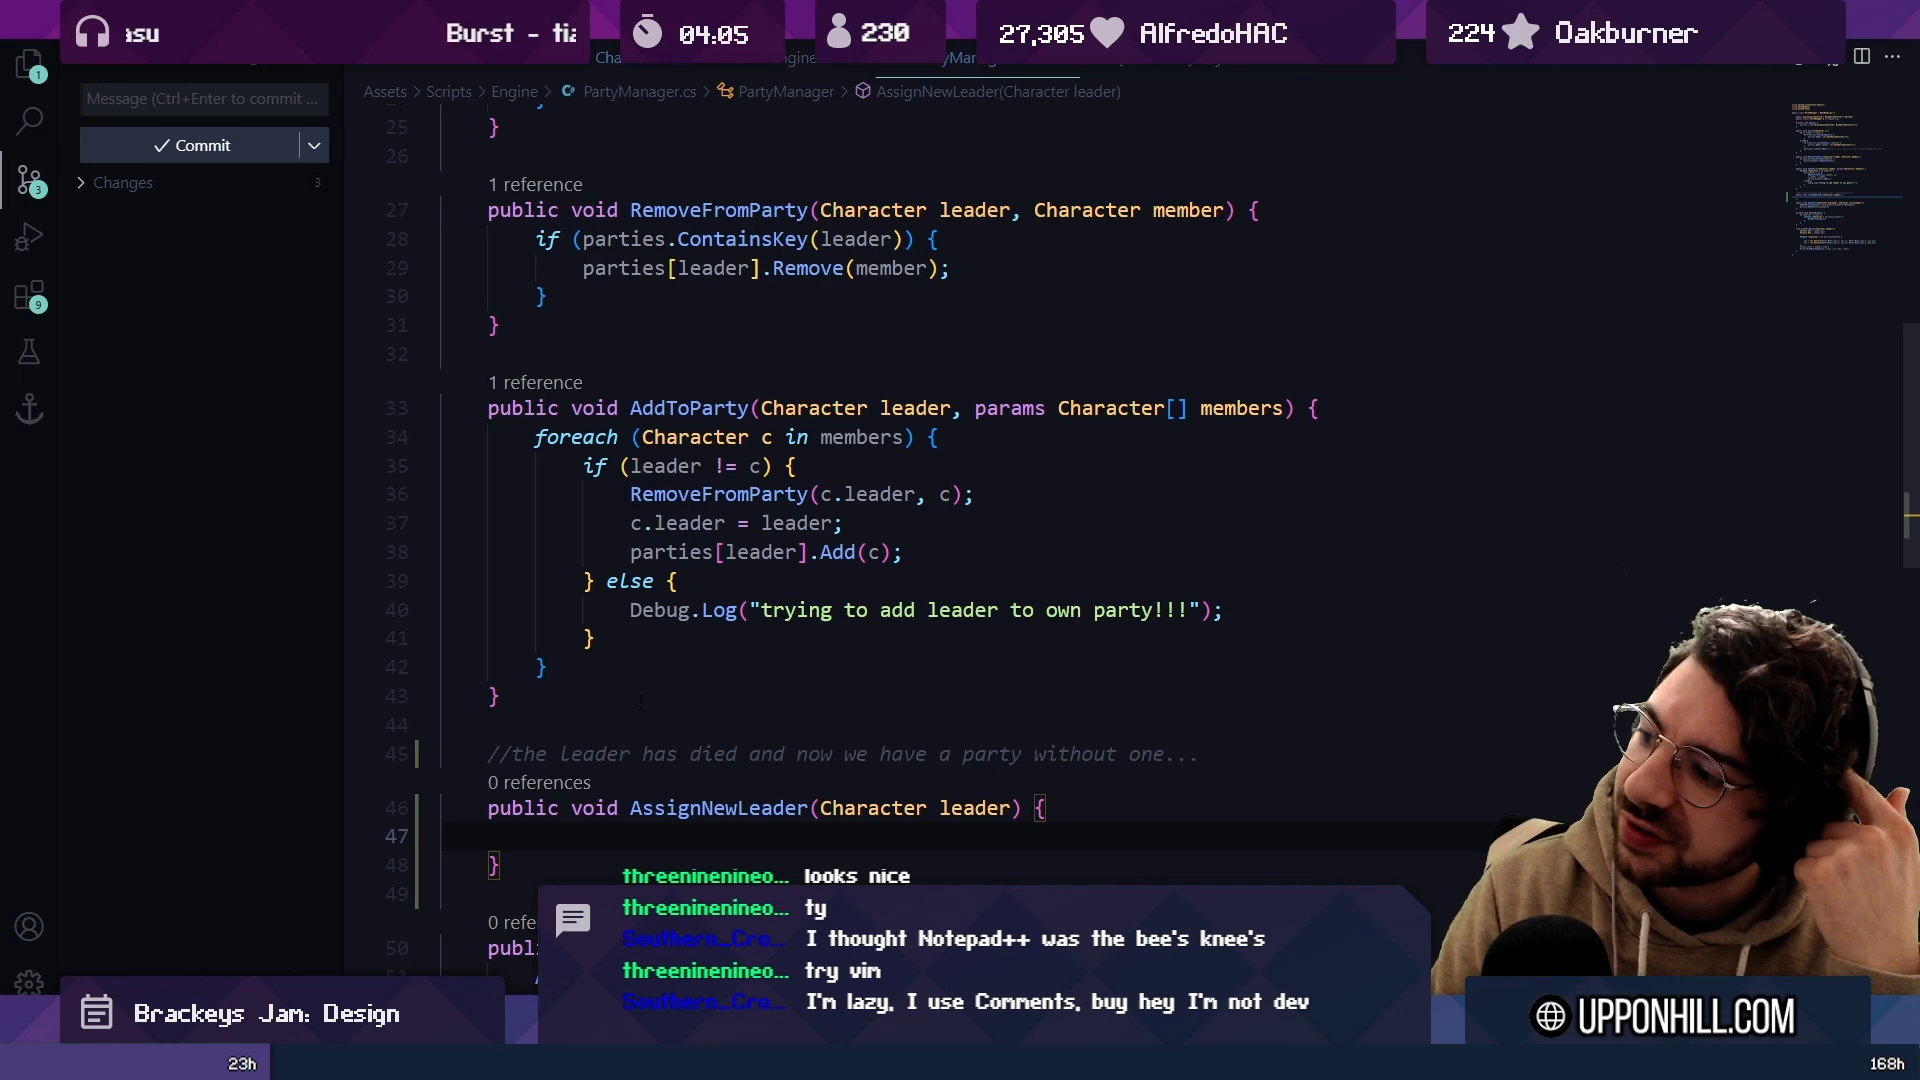 asu Burst - tia
04:05
230
27,305 AlfredoHAC
224 Oakburner
Assets > Scripts > Engine > PartyManager.cs > PartyManager > AssignNewLeader(Character leader)
Message (Ctrl+Enter to commit ...
Commit
Changes 3
1
3
9
25 }
26
1 reference
27 public void RemoveFromParty(Character leader, Character member) {
28 if (parties.ContainsKey(leader)) {
29 parties[leader].Remove(member);
30 }
31 }
32
1 reference
33 public void AddToParty(Character leader, params Character[] members) {
34 foreach (Character c in members) {
35 if (leader != c) {
36 RemoveFromParty(c.leader, c);
37 c.leader = leader;
38 parties[leader].Add(c);
39 } else {
40 Debug.Log("trying to add leader to own party!!!");
41 }
42 }
43 }
44
45 //the leader has died and now we have a party without one...
0 references
46 public void AssignNewLeader(Character leader) {
47
48 }
49
0 refe
50 publ
threeninenineo... looks nice
threeninenineo... ty
Southern_Cro... I thought Notepad++ was the bee's knee's
threeninenineo... try vim
Southern_Cro... I'm lazy, I use Comments, buy hey I'm not dev
Brackeys Jam: Design
UPPONHILL.COM
23h
168h